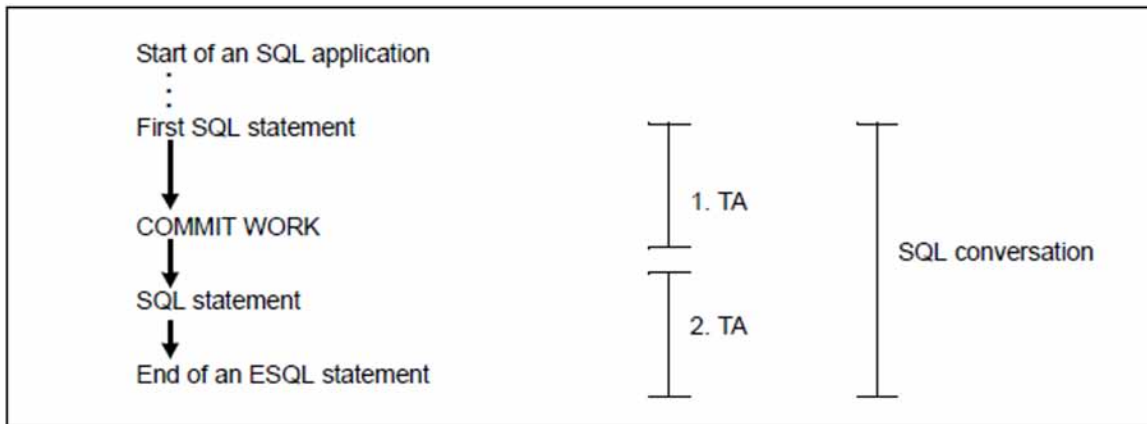 Start of an SQL application
First SQL statement
1. TA
COMMIT WORK
SQL conversation
SQL statement
2. TA
End of an ESQL statement